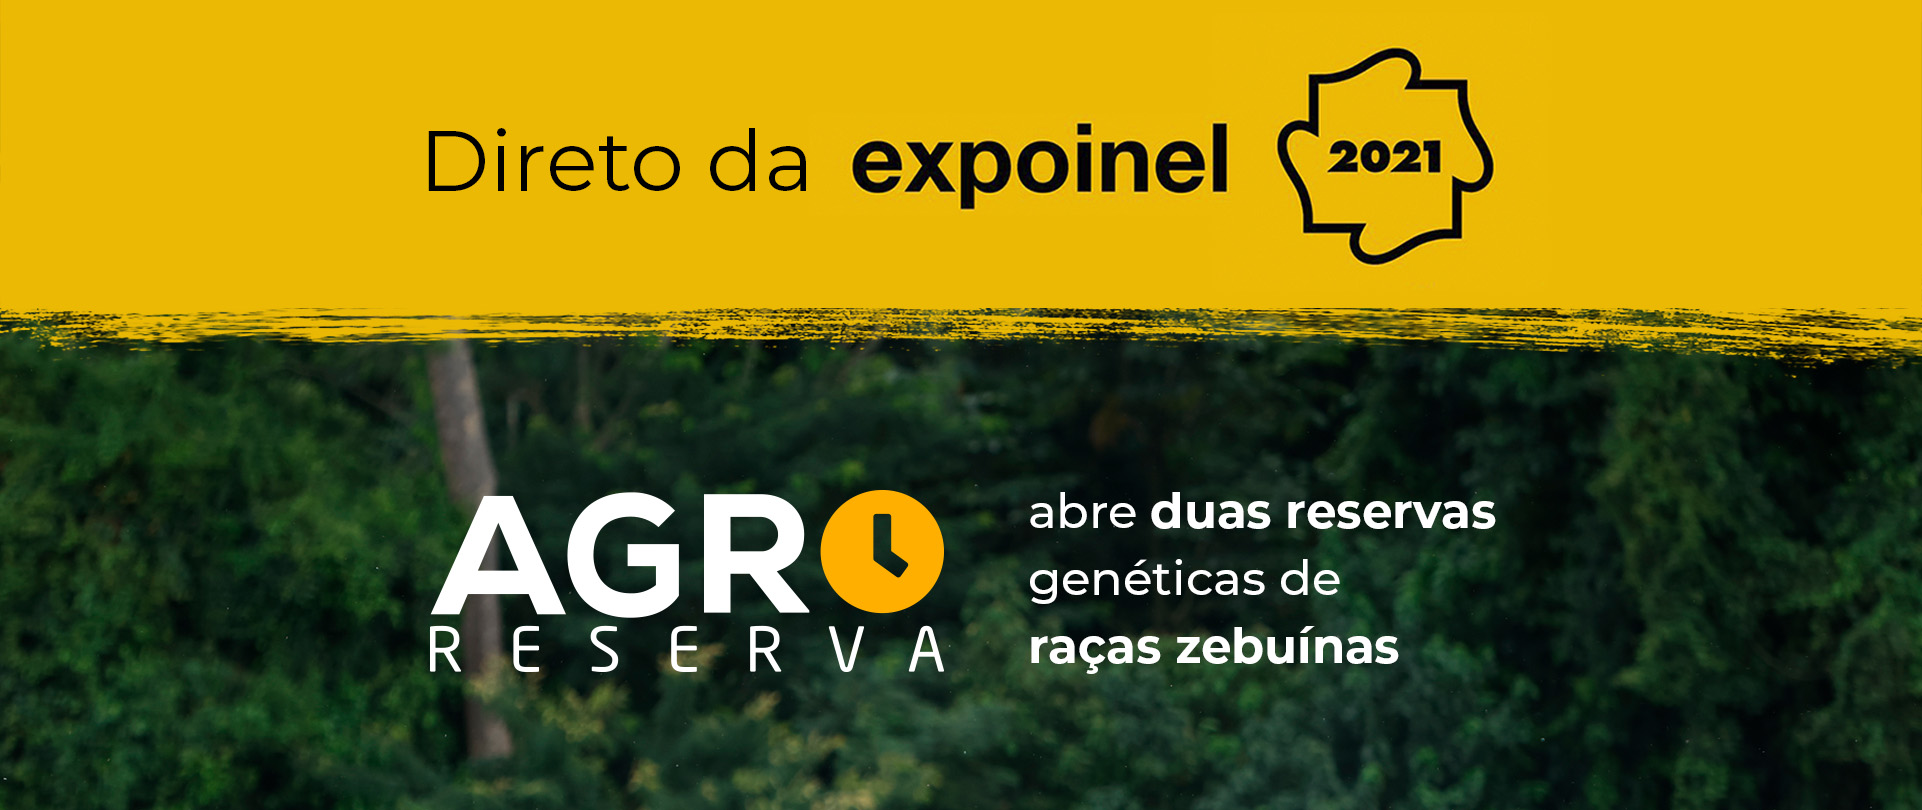 Direto da expoinel 2021
AGRO
RESERVA
abre duas reservas
genéticas de
raças zebuínas